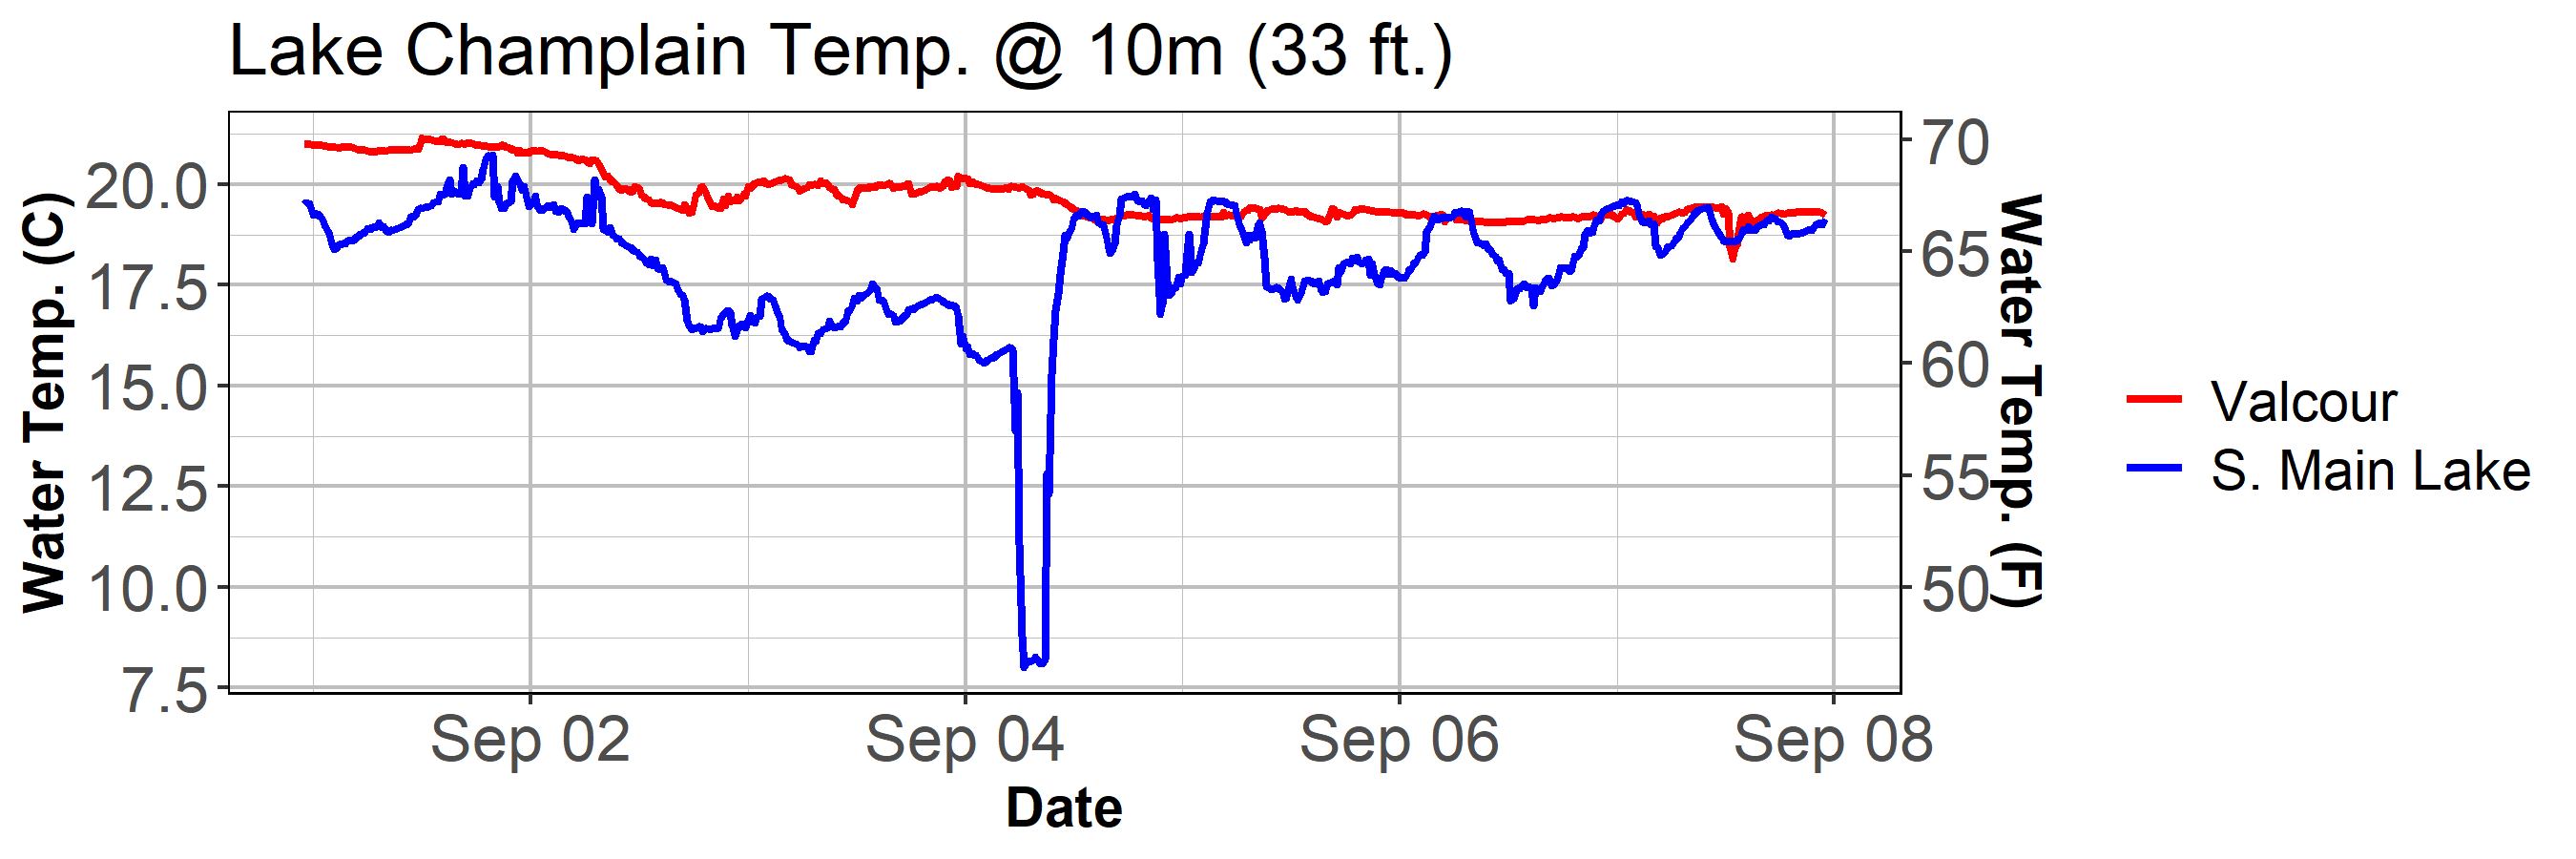 Lake Champlain Temp. @ 10m (33 ft.)
Water Temp. (C)
20.0
17.5
15.0
12.5
10.0
7.5
70
65
60
55
50
Water Temp. (F)
Sep 02
Sep 04
Sep 06
Sep 08
Date
Valcour
S. Main Lake